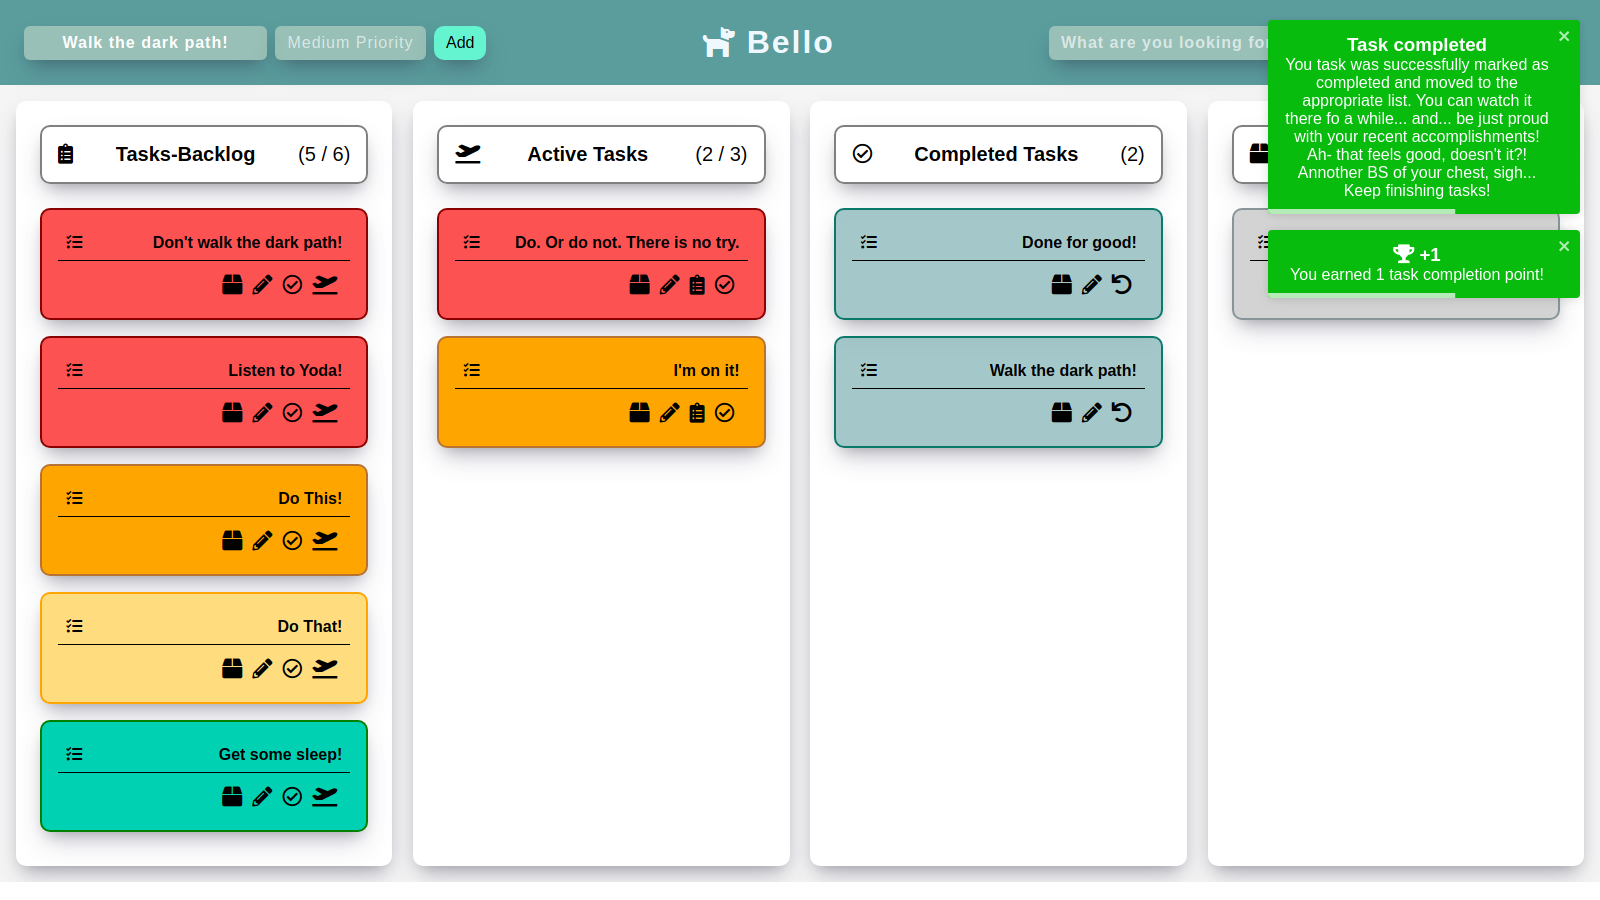 Walk the dark path!
Medium Priority
Add
Bello
What are you looking for
Task completed
You task was successfully marked as
completed and moved to the
appropriate list. You can watch it
there fo a while... and... be just proud
with your recent accomplishments!
Ah- that feels good, doesn't it?!
Annother BS of your chest, sigh...
Keep finishing tasks!
+1
You earned 1 task completion point!
Tasks-Backlog (5 / 6)
Don't walk the dark path!
Listen to Yoda!
Do This!
Do That!
Get some sleep!
Active Tasks (2 / 3)
Do. Or do not. There is no try.
I'm on it!
Completed Tasks (2)
Done for good!
Walk the dark path!